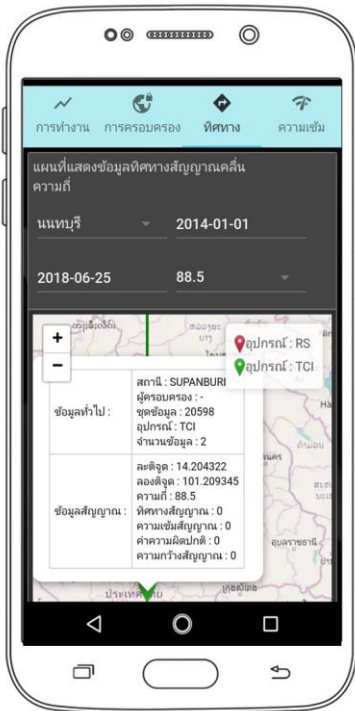 การทำงาน การครอบครอง ทิศทาง ความเข้ม
แผนที่แสดงข้อมูลทิศทางสัญญาณคลื่น
ความถี่
นนทบุรี 2014-01-01
2018-06-25 88.5
+
−
อุปกรณ์ : RS
อุปกรณ์ : TCI
ข้อมูลทั่วไป :
สถานี : SUPANBURI
ผู้ครอบครอง : -
ชุดข้อมูล : 20598
อุปกรณ์ : TCI
จำนวนข้อมูล : 2
ข้อมูลสัญญาณ :
ละติจูด : 14.204322
ลองติจูด : 101.209345
ความถี่ : 88.5
ทิศทางสัญญาณ : 0
ความเข้มสัญญาณ : 0
ค่าความผิดปกติ : 0
ความกว้างสัญญาณ : 0
อุบลราชธานี